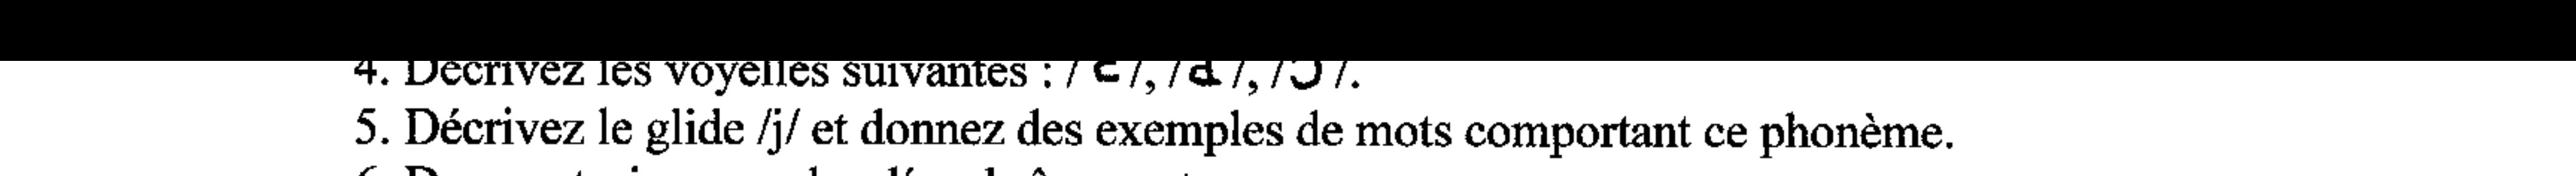 4. Décrivez les voyelles suivantes : / ɛ /, / a /, / ɔ /.
5. Décrivez le glide /j/ et donnez des exemples de mots comportant ce phonème.